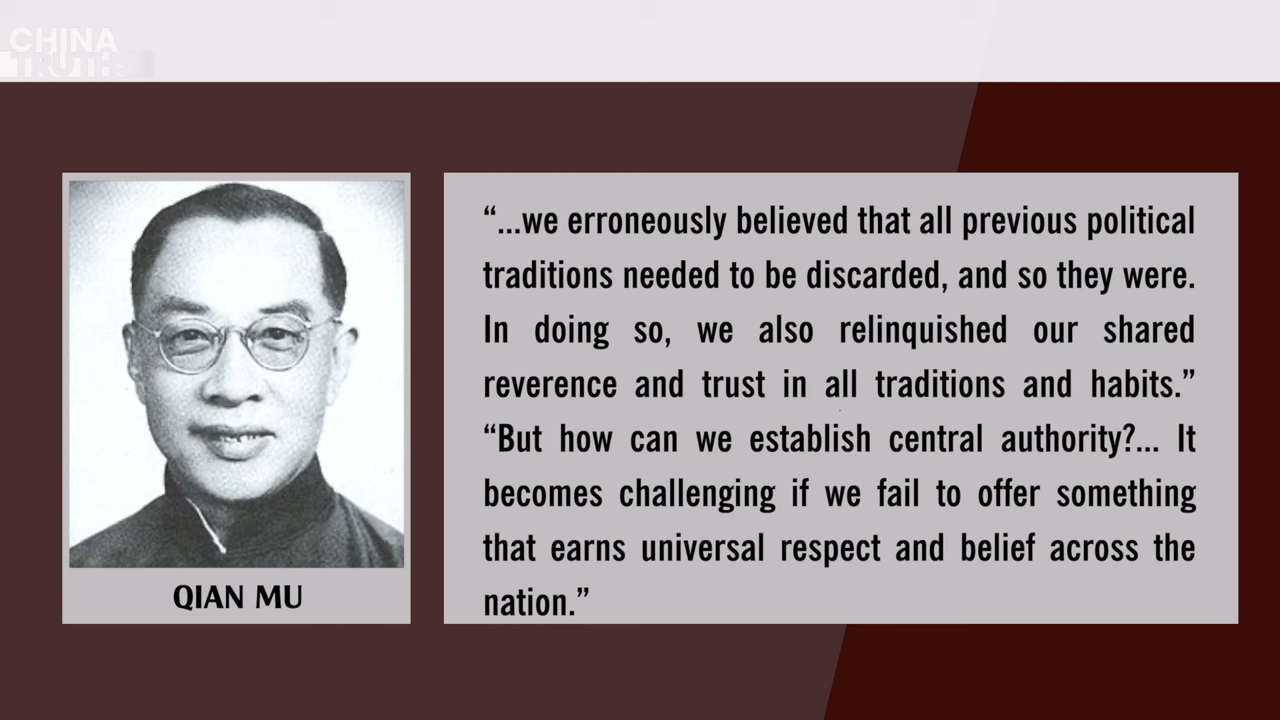 CHINA
TRUTHS
“...we erroneously believed that all previous political
traditions needed to be discarded, and so they were.
In doing so, we also relinquished our shared
reverence and trust in all traditions and habits.”
“But how can we establish central authority?... It
becomes challenging if we fail to offer something
that earns universal respect and belief across the
nation.”
QIAN MU